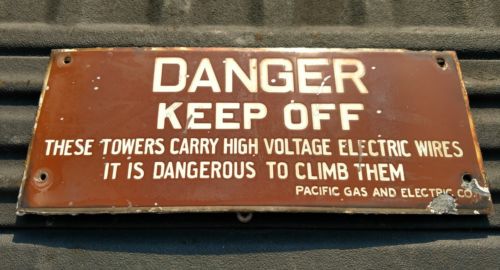 DANGER
KEEP OFF
THESE TOWERS CARRY HIGH VOLTAGE ELECTRIC WIRES
IT IS DANGEROUS TO CLIMB THEM
PACIFIC GAS AND ELECTRIC CO.